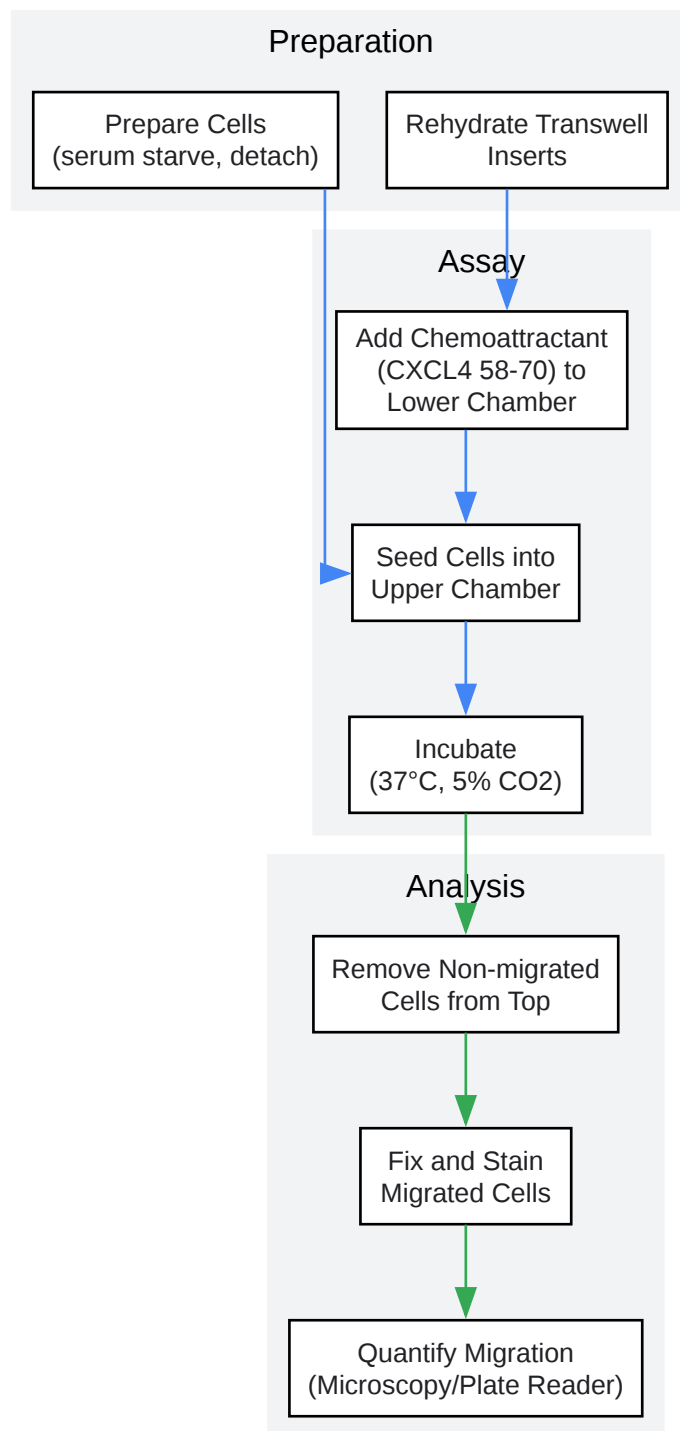 Preparation
Prepare Cells
(serum starve, detach)
Rehydrate Transwell
Inserts
Assay
Add Chemoattractant
(CXCL4 58-70) to
Lower Chamber
Seed Cells into
Upper Chamber
Incubate
(37°C, 5% CO2)
Analysis
Remove Non-migrated
Cells from Top
Fix and Stain
Migrated Cells
Quantify Migration
(Microscopy/Plate Reader)